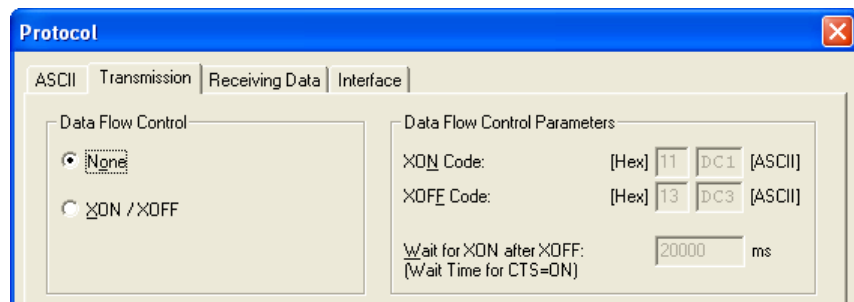 Protocol
ASCII Transmission Receiving Data Interface
Data Flow Control
None
XON / XOFF
Data Flow Control Parameters
XON Code: [Hex] 11 DC1 [ASCII]
XOFF Code: [Hex] 13 DC3 [ASCII]
Wait for XON after XOFF: 20000 ms
(Wait Time for CTS=ON)